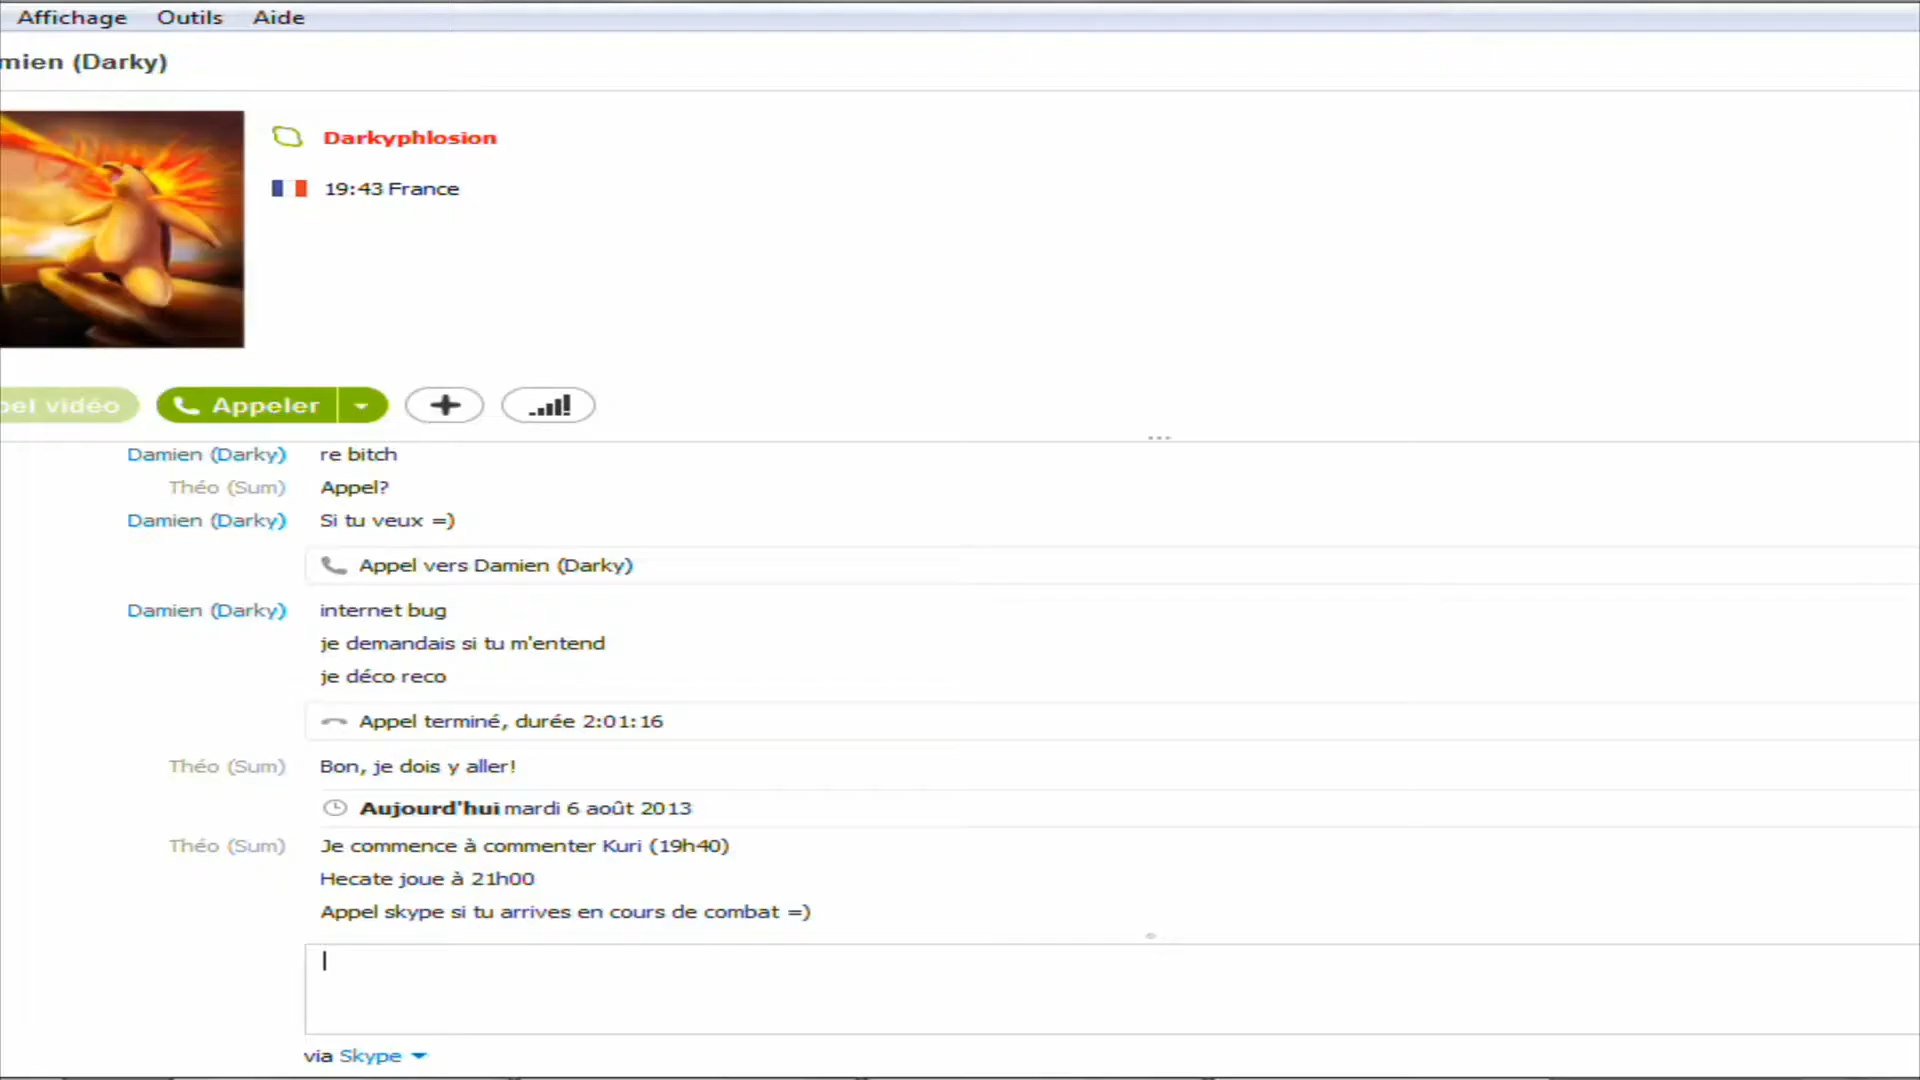 Affichage Outils Aide
mien (Darky)
Darkyphlosion
19:43 France
pel vidéo Appeler
Damien (Darky) re bitch
Théo (Sum) Appel?
Damien (Darky) Si tu veux =)
Appel vers Damien (Darky)
Damien (Darky) internet bug
je demandais si tu m'entend
je déco reco
Appel terminé, durée 2:01:16
Théo (Sum) Bon, je dois y aller!
Aujourd'hui mardi 6 août 2013
Théo (Sum) Je commence à commenter Kuri (19h40)
Hecate joue à 21h00
Appel skype si tu arrives en cours de combat =)
via Skype